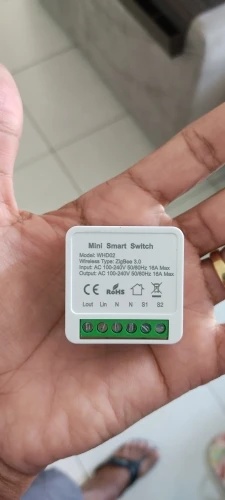 Mini Smart Switch
Model: WHD02
Wireless Type: ZigBee 3.0
Input: AC 100-240V 50/60Hz 16A Max
Output: AC 100-240V 50/60Hz 16A Max
CE RoHS
Lout Lin N N S1 S2